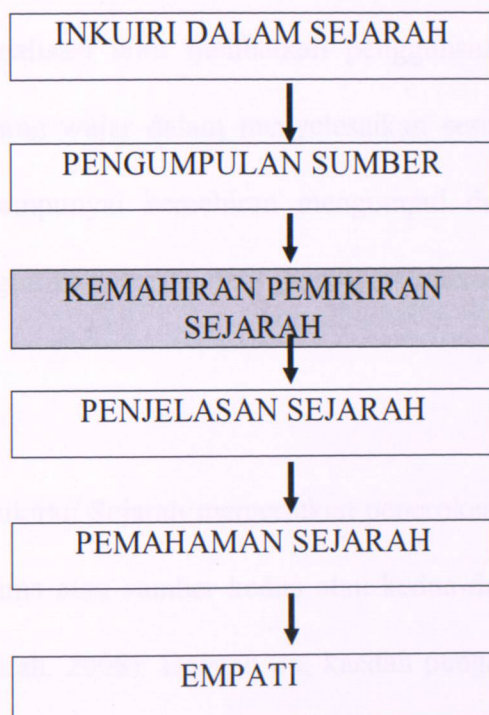 INKUIRI DALAM SEJARAH
PENGUMPULAN SUMBER
KEMAHIRAN PEMIKIRAN
SEJARAH
PENJELASAN SEJARAH
PEMAHAMAN SEJARAH
EMPATI